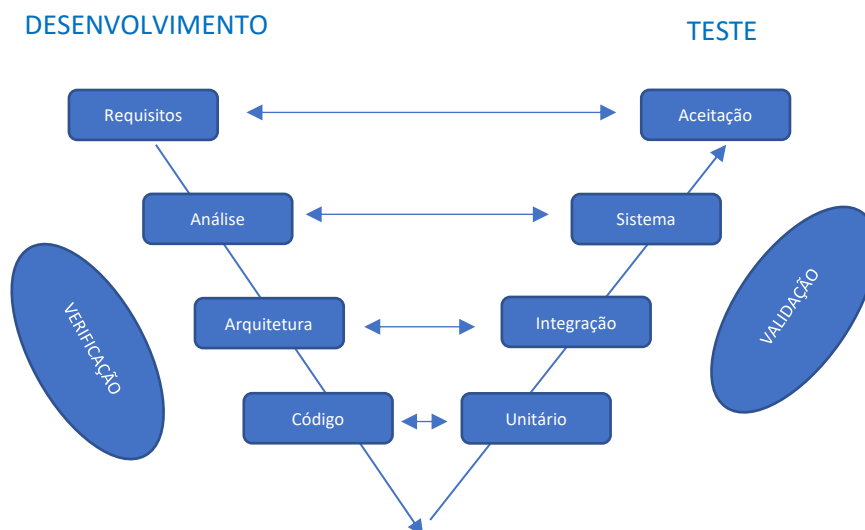 DESENVOLVIMENTO
TESTE
Requisitos
Aceitação
Análise
Sistema
VERIFICAÇÃO
VALIDAÇÃO
Arquitetura
Integração
Código
Unitário